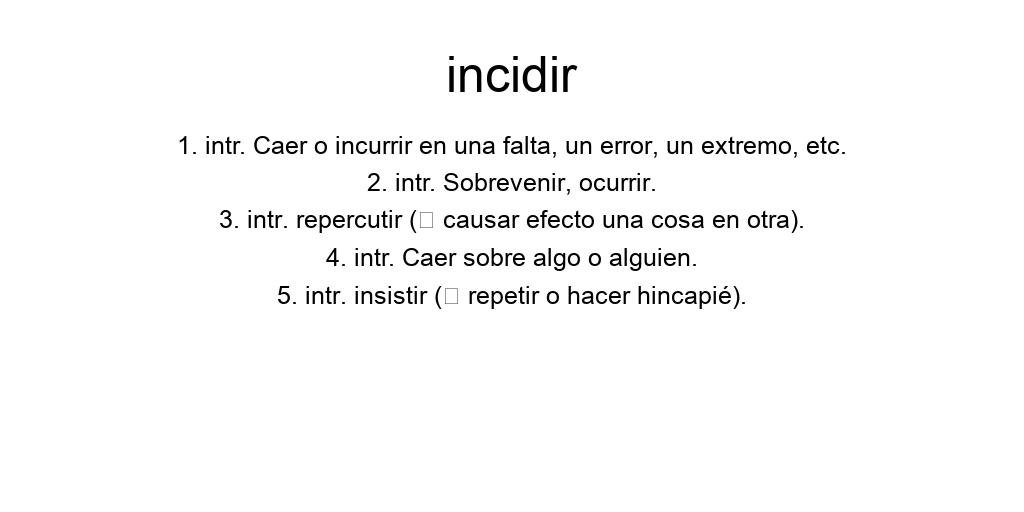 incidir
1. intr. Caer o incurrir en una falta, un error, un extremo, etc.
2. intr. Sobrevenir, ocurrir.
3. intr. repercutir (□ causar efecto una cosa en otra).
4. intr. Caer sobre algo o alguien.
5. intr. insistir (□ repetir o hacer hincapié).